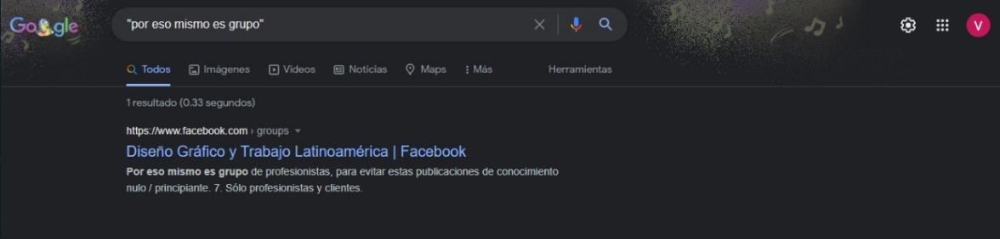 Google
"por eso mismo es grupo"
V
Todos Imágenes Videos Noticias Maps Más Herramientas
1 resultado (0.33 segundos)
https://www.facebook.com › groups
Diseño Gráfico y Trabajo Latinoamérica | Facebook
Por eso mismo es grupo de profesionistas, para evitar estas publicaciones de conocimiento
nulo / principiante. 7. Sólo profesionistas y clientes.